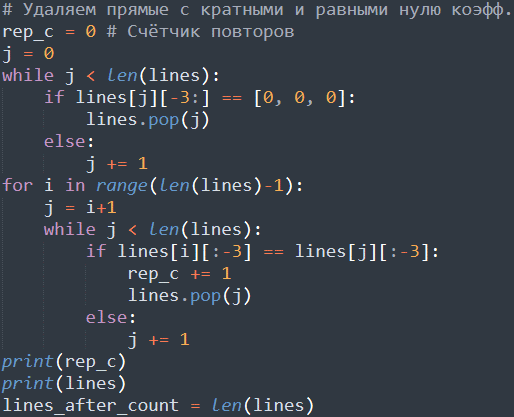 # Удаляем прямые с кратными и равными нулю коэфф.
rep_c = 0 # Счётчик повторов
j = 0
while j < len(lines):
    if lines[j][-3:] == [0, 0, 0]:
        lines.pop(j)
    else:
        j += 1
for i in range(len(lines)-1):
    j = i+1
    while j < len(lines):
        if lines[i][:-3] == lines[j][:-3]:
            rep_c += 1
            lines.pop(j)
        else:
            j += 1
print(rep_c)
print(lines)
lines_after_count = len(lines)